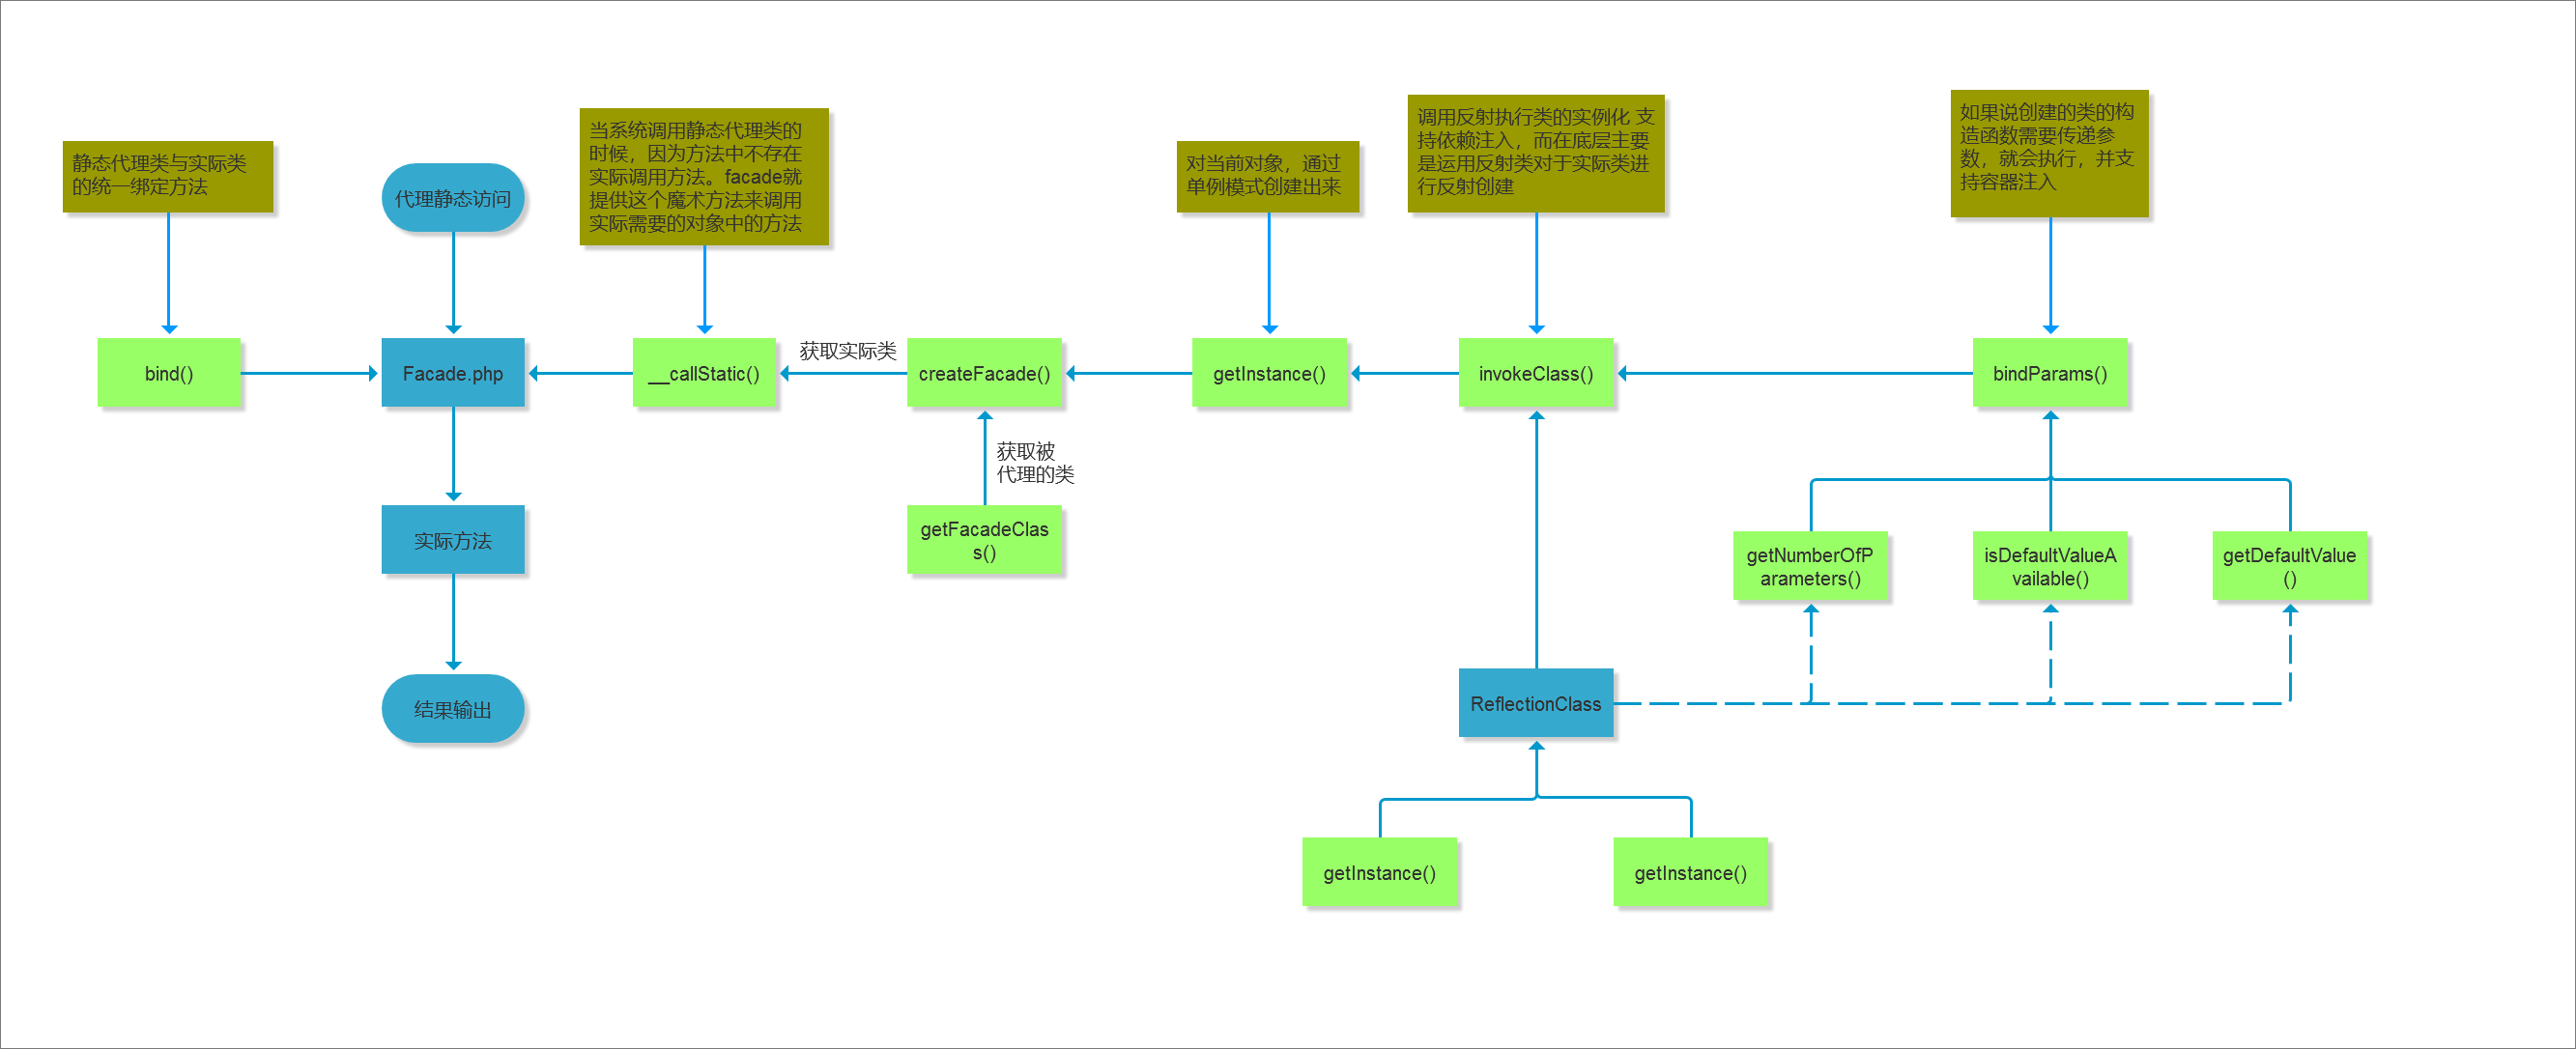 静态代理类与实际类
的统一绑定方法
代理静态访问
当系统调用静态代理类的
时候，因为方法中不存在
实际调用方法。facade就
提供这个魔术方法来调用
实际需要的对象中的方法
对当前对象，通过
单例模式创建出来
调用反射执行类的实例化 支
持依赖注入，而在底层主要
是运用反射类对于实际类进
行反射创建
如果说创建的类的构
造函数需要传递参
数，就会执行，并支
持容器注入
bind()
Facade.php
__callStatic()
获取实际类
createFacade()
getInstance()
invokeClass()
bindParams()
获取被
代理的类
实际方法
getFacadeClas
s()
getNumberOfP
arameters()
isDefaultValueA
vailable()
getDefaultValue
()
结果输出
ReflectionClass
getInstance()
getInstance()